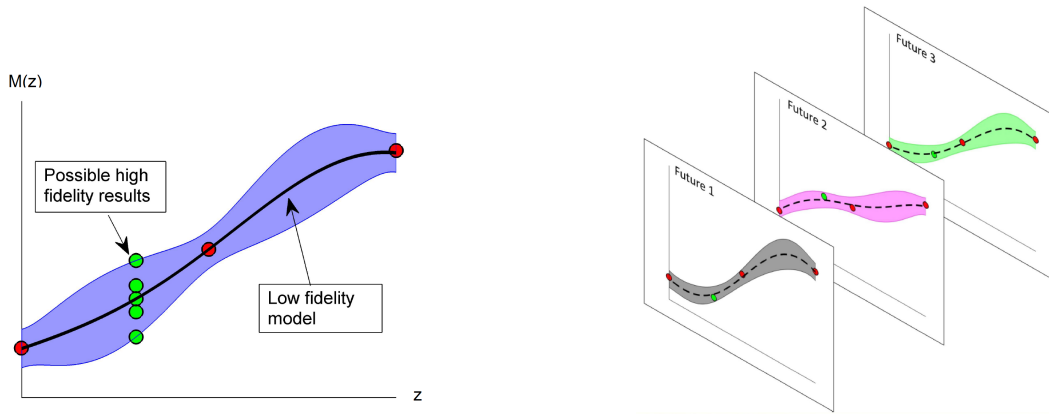 M(z)
Possible high
fidelity results
Low fidelity
model
z
Future 1
Future 2
Future 3